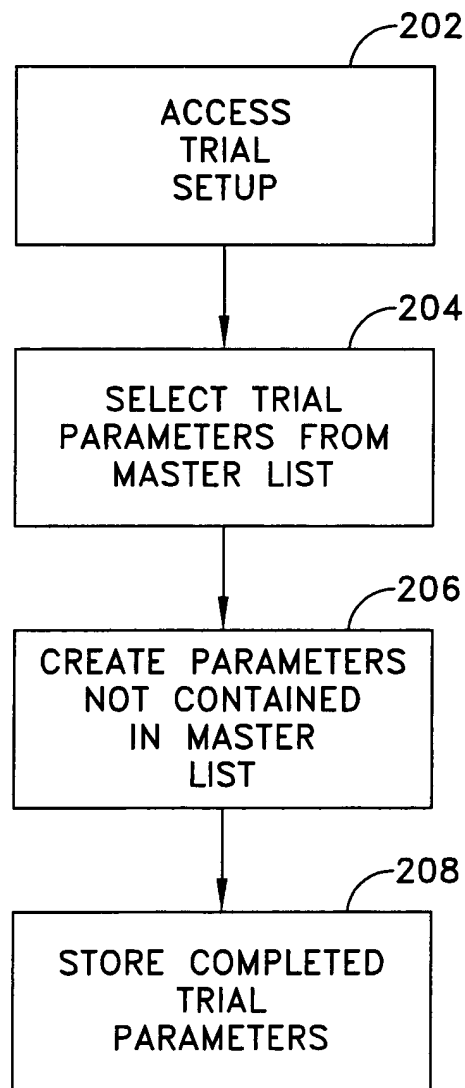 202
ACCESS
TRIAL
SETUP
204
SELECT TRIAL
PARAMETERS FROM
MASTER LIST
206
CREATE PARAMETERS
NOT CONTAINED
IN MASTER
LIST
208
STORE COMPLETED
TRIAL
PARAMETERS